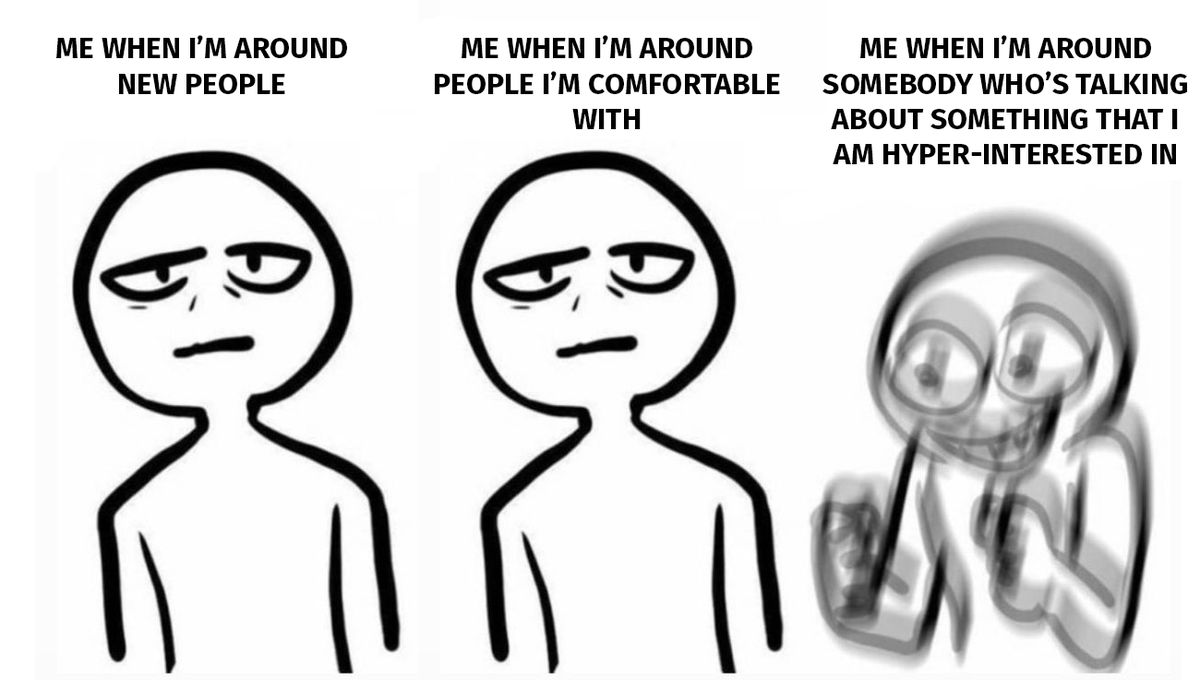 ME WHEN I'M AROUND
NEW PEOPLE
ME WHEN I'M AROUND
PEOPLE I'M COMFORTABLE
WITH
ME WHEN I'M AROUND
SOMEBODY WHO'S TALKING
ABOUT SOMETHING THAT I
AM HYPER-INTERESTED IN